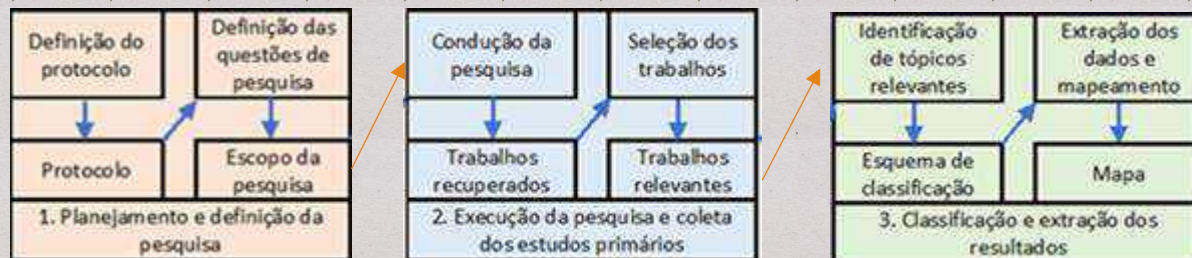 Definição do
protocolo
Definição das
questões de
pesquisa
Protocolo
Escopo da
pesquisa
1. Planejamento e definição da
pesquisa
Condução da
pesquisa
Seleção dos
trabalhos
Trabalhos
recuperados
Trabalhos
relevantes
2. Execução da pesquisa e coleta
dos estudos primários
Identificação
de tópicos
relevantes
Extração dos
dados e
mapeamento
Esquema de
classificação
Mapa
3. Classificação e extração dos
resultados